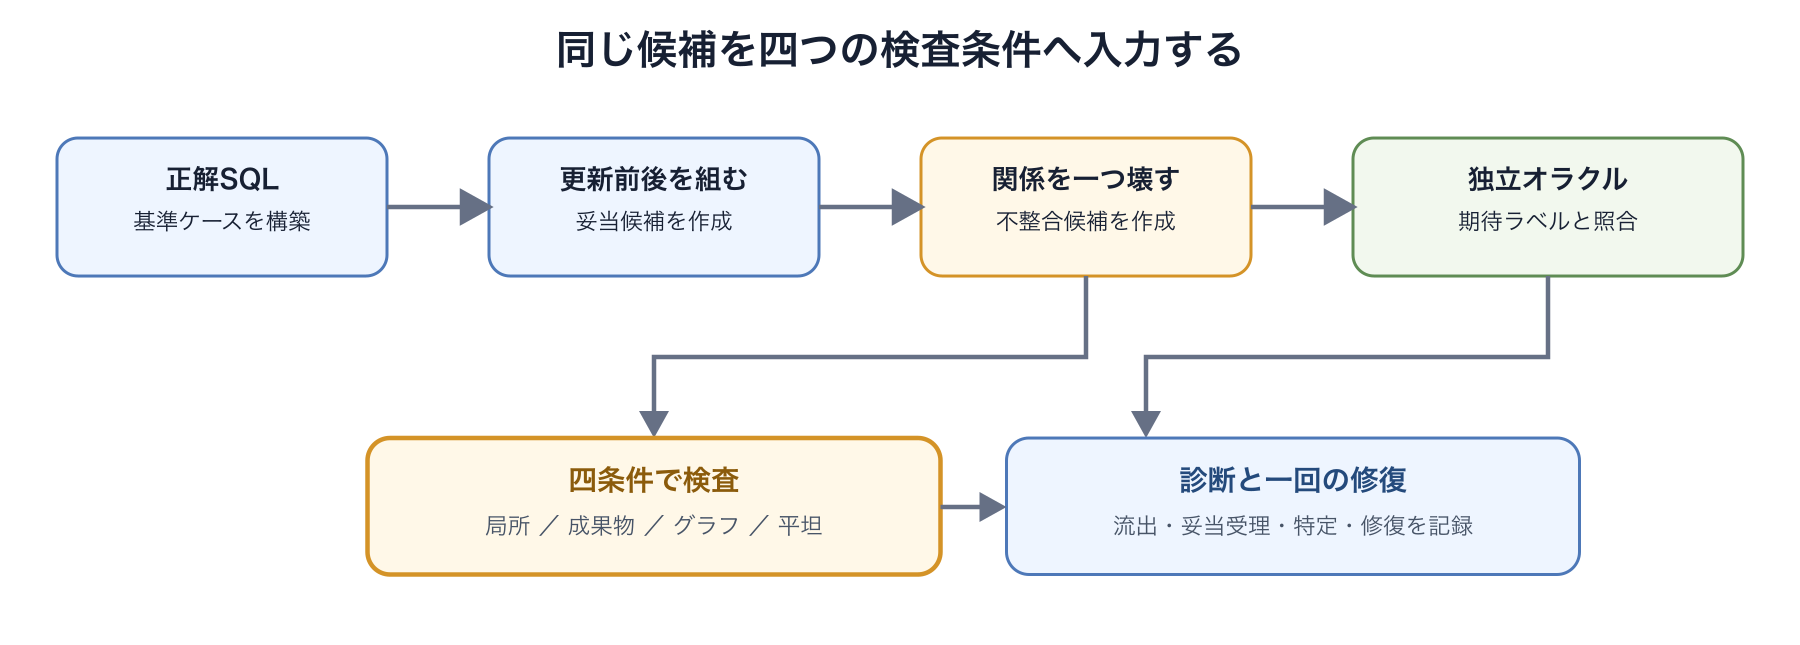 同じ候補を四つの検査条件へ入力する
正解SQL
基準ケースを構築
更新前後を組む
妥当候補を作成
関係を一つ壊す
不整合候補を作成
独立オラクル
期待ラベルと照合
四条件で検査
局所 ／ 成果物 ／ グラフ ／ 平坦
診断と一回の修復
流出・妥当受理・特定・修復を記録